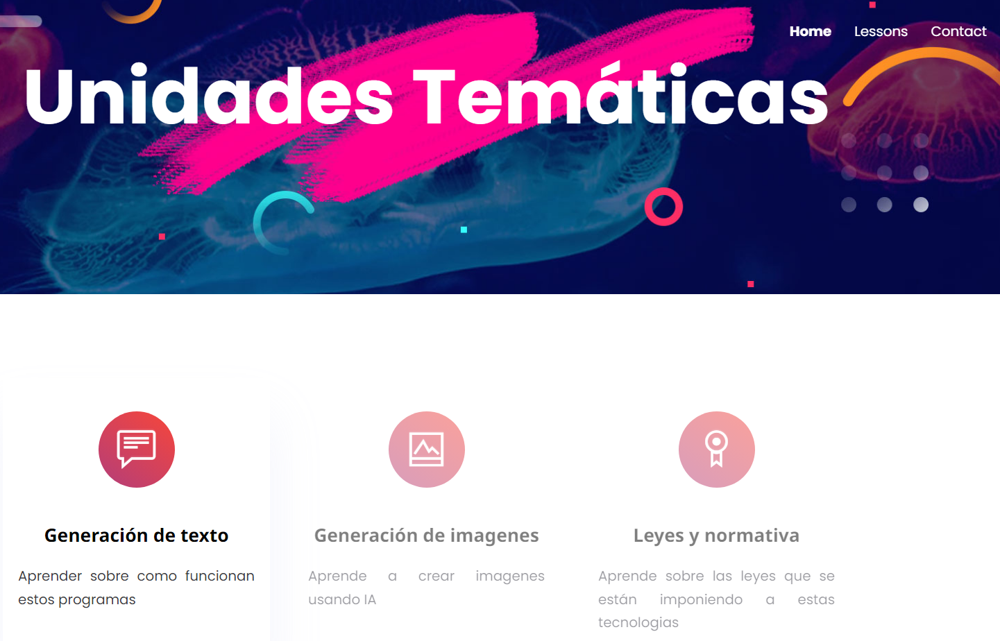 Home Lessons Contact
Unidades Temáticas
Generación de texto
Aprender sobre como funcionan
estos programas
Generación de imagenes
Aprende a crear imagenes
usando IA
Leyes y normativa
Aprende sobre las leyes que se
están imponiendo a estas
tecnologias